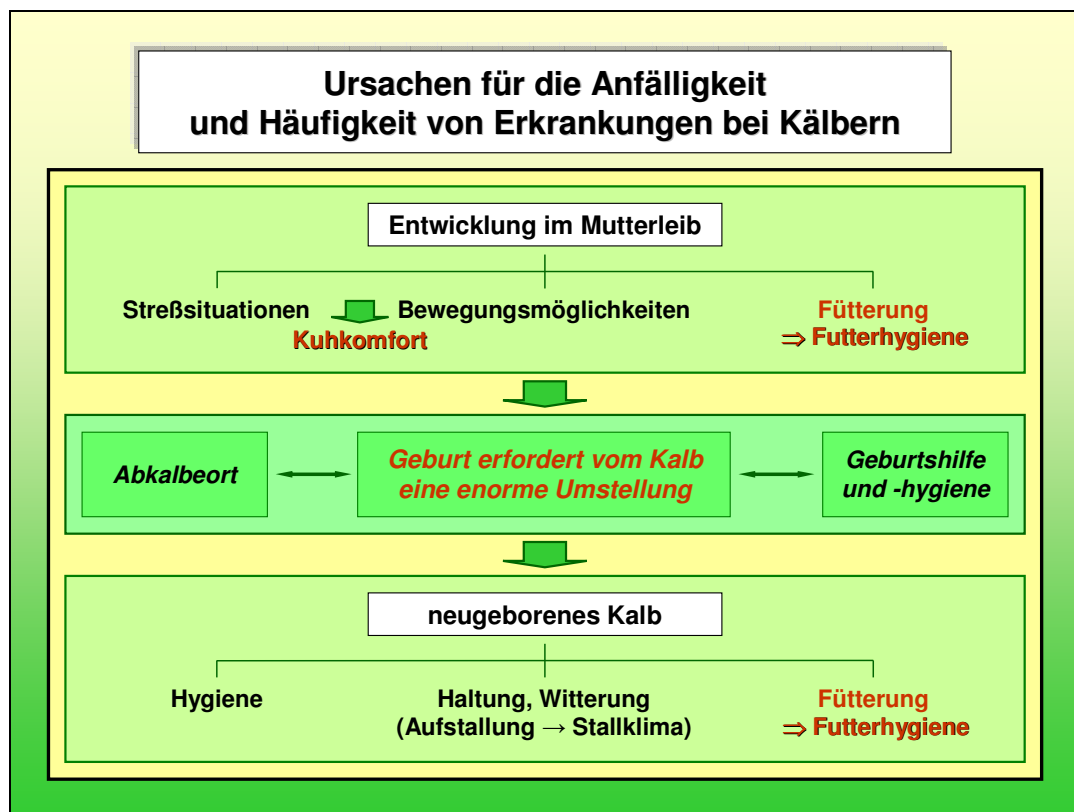 Ursachen für die Anfälligkeit
und Häufigkeit von Erkrankungen bei Kälbern
Entwicklung im Mutterleib
Streßsituationen
Bewegungsmöglichkeiten
Kuhkomfort
Fütterung
⇒ Futterhygiene
Abkalbeort
Geburt erfordert vom Kalb
eine enorme Umstellung
Geburtshilfe
und -hygiene
neugeborenes Kalb
Hygiene
Haltung, Witterung
(Aufstallung → Stallklima)
Fütterung
⇒ Futterhygiene